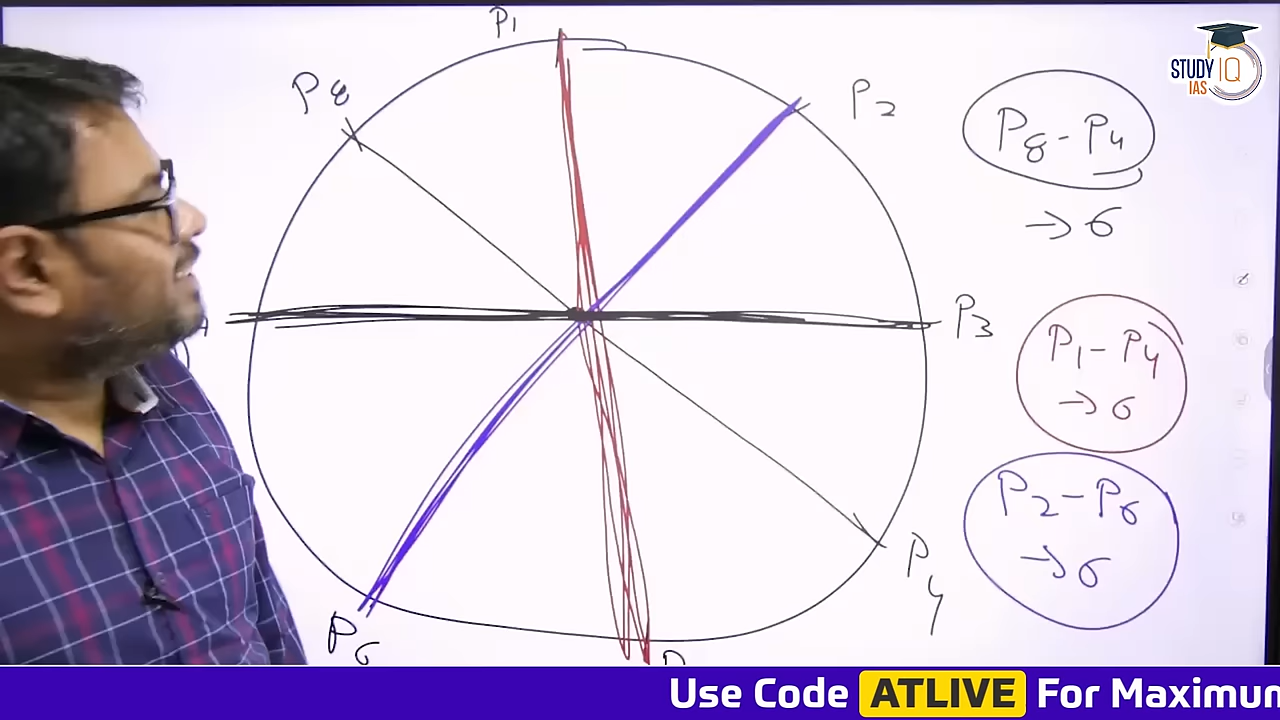 P1
P8
P2
P8-P4
→ 6
P3
P1-P4
→ 6
P2-P6
→ 6
P4
P6
P
STUDY IQ
IAS
Use Code ATLIVE For Maximum